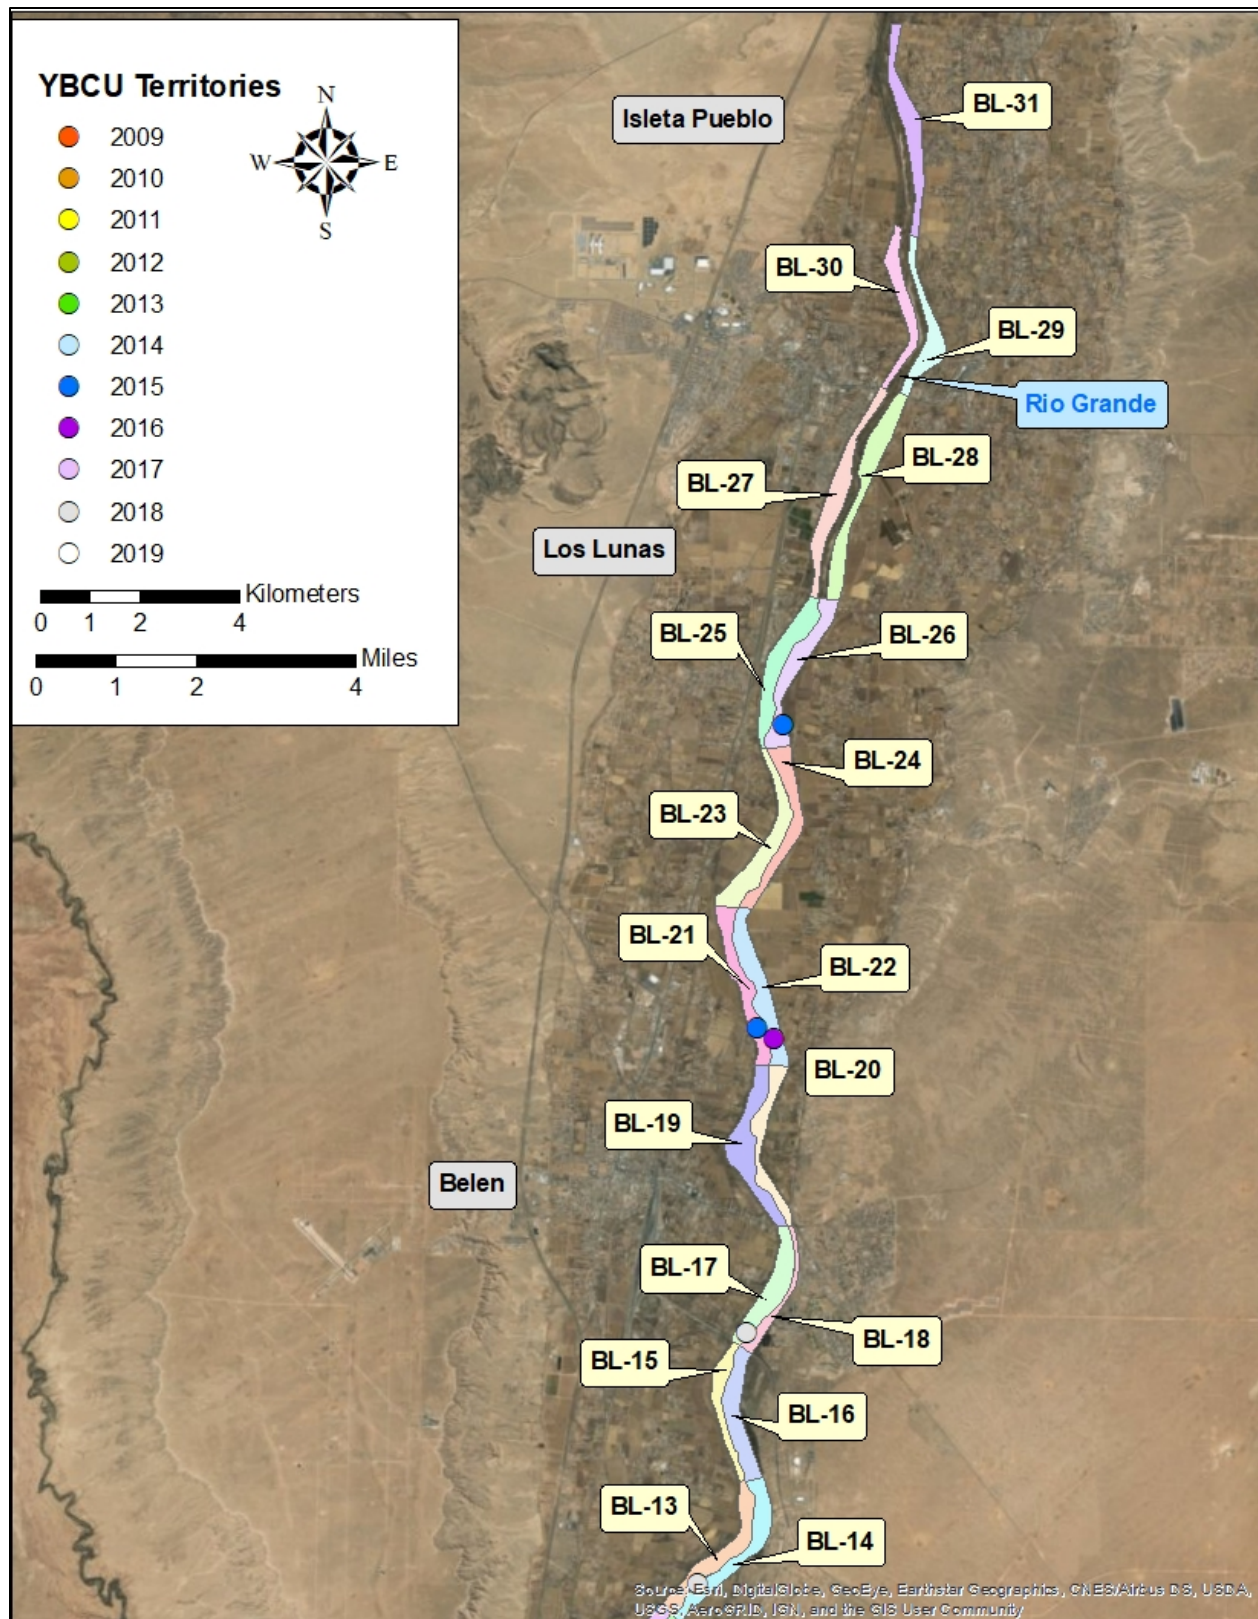 YBCU Territories
N
W
E
S
2009
2010
2011
2012
2013
2014
2015
2016
2017
2018
2019
Kilometers
0 1 2 4
Miles
0 1 2 4
Isleta Pueblo
BL-31
BL-30
BL-29
Rio Grande
BL-28
BL-27
Los Lunas
BL-25
BL-26
BL-24
BL-23
BL-21
BL-22
BL-20
BL-19
Belen
BL-17
BL-18
BL-15
BL-16
BL-13
BL-14
Source: Esri, DigitalGlobe, GeoEye, Earthstar Geographics, CNES/Airbus DS, USDA,
USGS, AeroGRID, IGN, and the GIS User Community